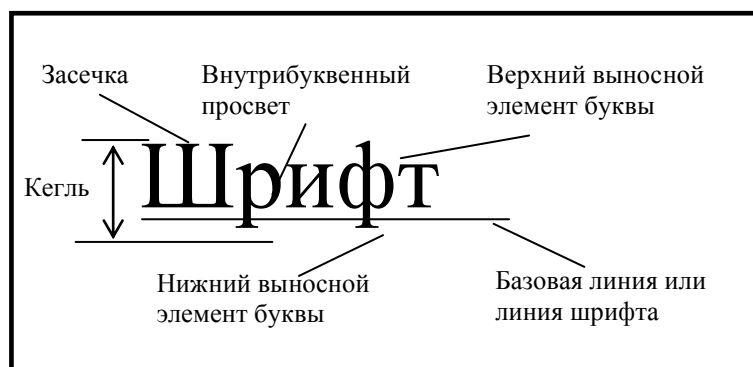 Засечка
Внутрибуквенный
просвет
Верхний выносной
элемент буквы
Кегль
Шрифт
Нижний выносной
элемент буквы
Базовая линия или
линия шрифта